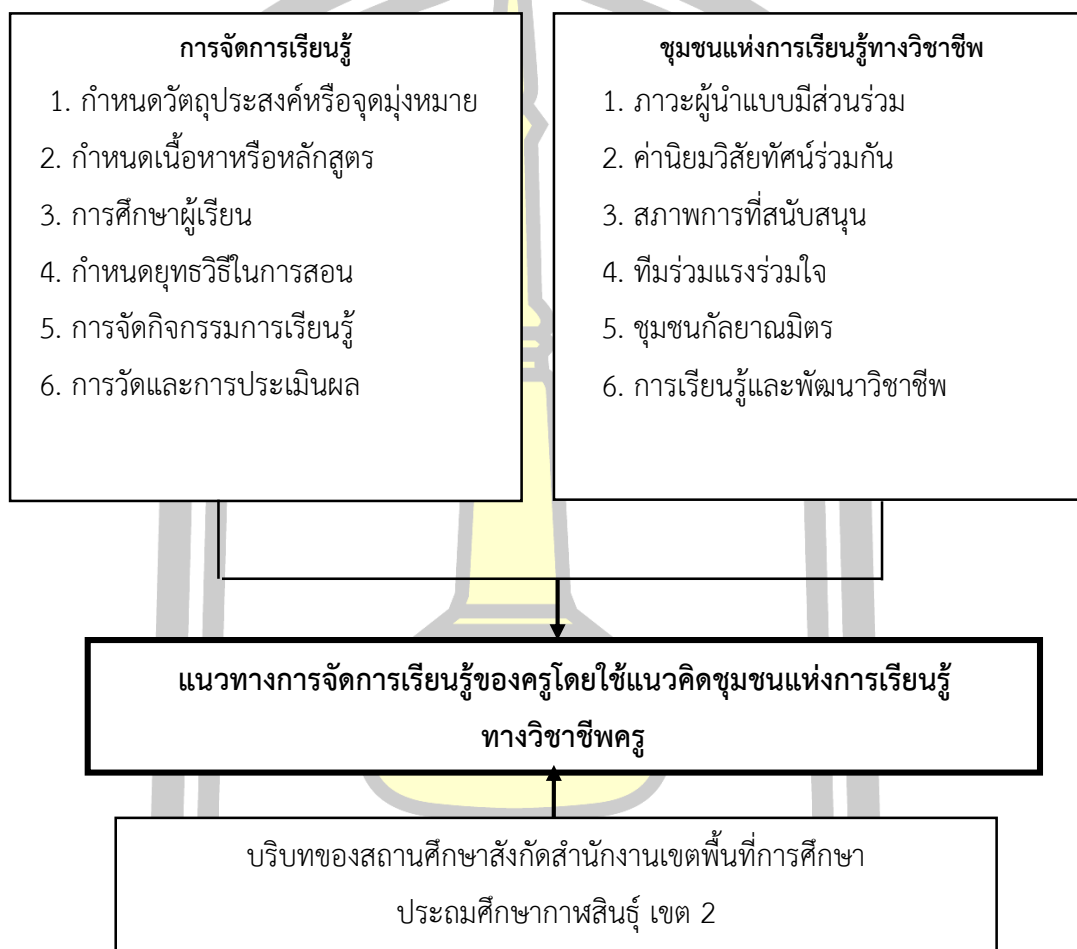 การจัดการเรียนรู้
1. กำหนดวัตถุประสงค์หรือจุดมุ่งหมาย
2. กำหนดเนื้อหาหรือหลักสูตร
3. การศึกษาผู้เรียน
4. กำหนดยุทธวิธีในการสอน
5. การจัดกิจกรรมการเรียนรู้
6. การวัดและการประเมินผล
ชุมชนแห่งการเรียนรู้ทางวิชาชีพ
1. ภาวะผู้นำแบบมีส่วนร่วม
2. ค่านิยมวิสัยทัศน์ร่วมกัน
3. สภาพการที่สนับสนุน
4. ทีมร่วมแรงร่วมใจ
5. ชุมชนกัลยาณมิตร
6. การเรียนรู้และพัฒนาวิชาชีพ
แนวทางการจัดการเรียนรู้ของครูโดยใช้แนวคิดชุมชนแห่งการเรียนรู้
ทางวิชาชีพครู
บริบทของสถานศึกษาสังกัดสำนักงานเขตพื้นที่การศึกษา
ประถมศึกษากาฬสินธุ์ เขต 2